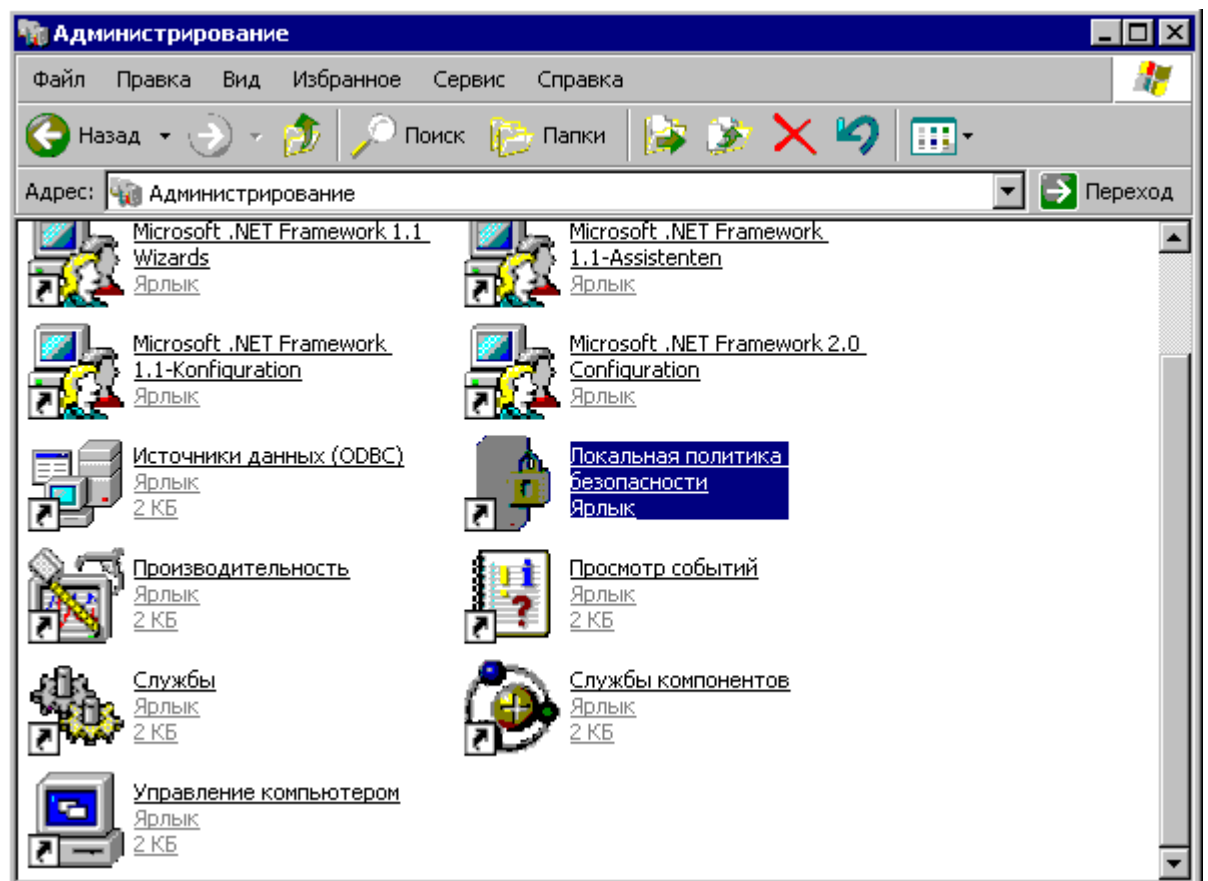 Администрирование
Файл Правка Вид Избранное Сервис Справка
Назад Поиск Папки
Адрес: Администрирование Переход
Microsoft .NET Framework 1.1
Wizards
Ярлык
Microsoft .NET Framework
1.1-Assistenten
Ярлык
Microsoft .NET Framework
1.1-Konfiguration
Ярлык
Microsoft .NET Framework 2.0
Configuration
Ярлык
Источники данных (ODBC)
Ярлык
2 КБ
Локальная политика
безопасности
Ярлык
Производительность
Ярлык
2 КБ
Просмотр событий
Ярлык
2 КБ
Службы
Ярлык
2 КБ
Службы компонентов
Ярлык
2 КБ
Управление компьютером
Ярлык
2 КБ